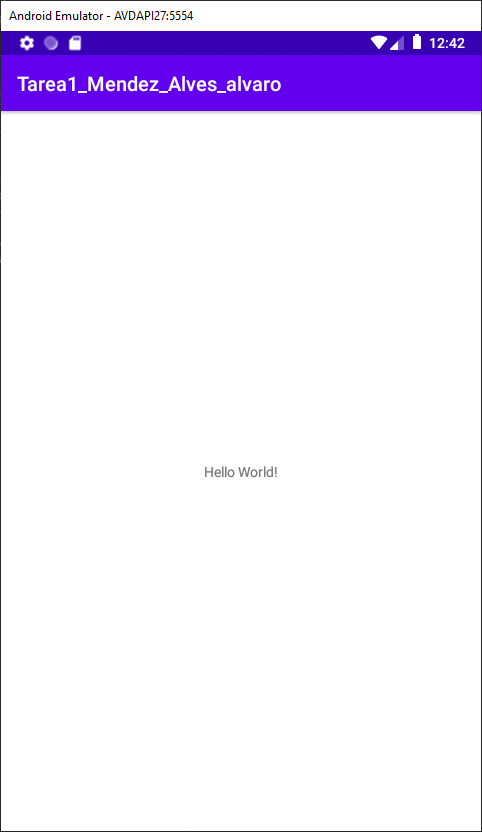 Android Emulator - AVDAPI27:5554
12:42
Tarea1_Mendez_Alves_alvaro
Hello World!